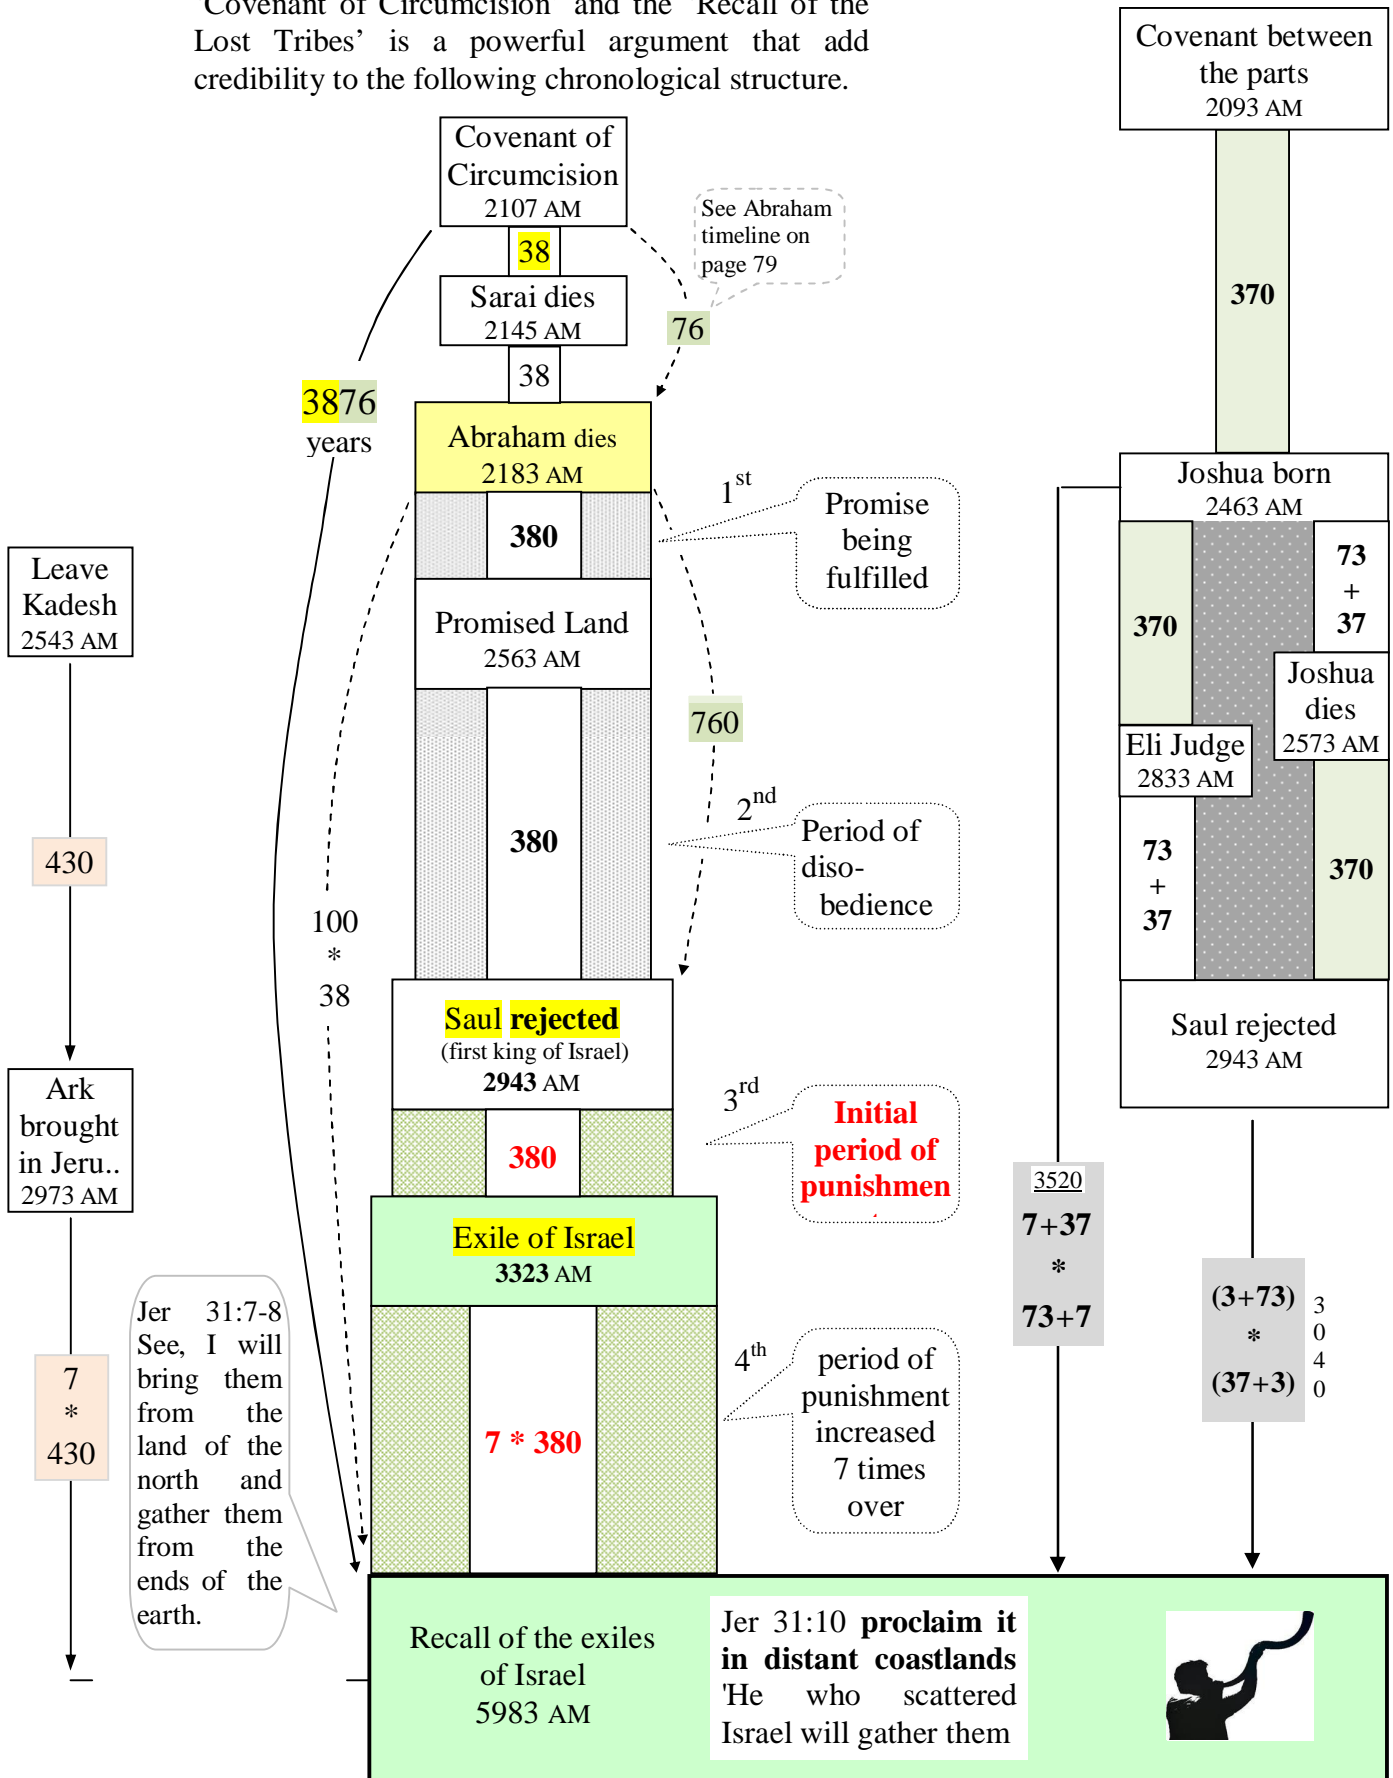 'Covenant of Circumcision' and the 'Recall of the
Lost Tribes' is a powerful argument that add
credibility to the following chronological structure.
Covenant of
Circumcision
2107 AM
38
Sarai dies
2145 AM
38
See Abraham
timeline on
page 79
76
3876
years
Abraham dies
2183 AM
380
1st
Promise
being
fulfilled
Promised Land
2563 AM
760
380
2nd
Period of
diso-
bedience
100
*
38
Saul rejected
(first king of Israel)
2943 AM
380
3rd
Initial
period of
punishmen
Exile of Israel
3323 AM
7 * 380
4th
period of
punishment
increased
7 times
over
Leave
Kadesh
2543 AM
430
Ark
brought
in Jeru..
2973 AM
7
*
430
Jer 31:7-8
See, I will
bring them
from the
land of the
north and
gather them
from the
ends of the
earth.
Covenant between
the parts
2093 AM
370
Joshua born
2463 AM
370
73
+
37
Joshua
dies
2573 AM
Eli Judge
2833 AM
73
+
37
370
Saul rejected
2943 AM
3520
7+37
*
73+7
(3+73)
*
(37+3)
3
0
4
0
Recall of the exiles
of Israel
5983 AM
Jer 31:10 proclaim it
in distant coastlands
'He who scattered
Israel will gather them